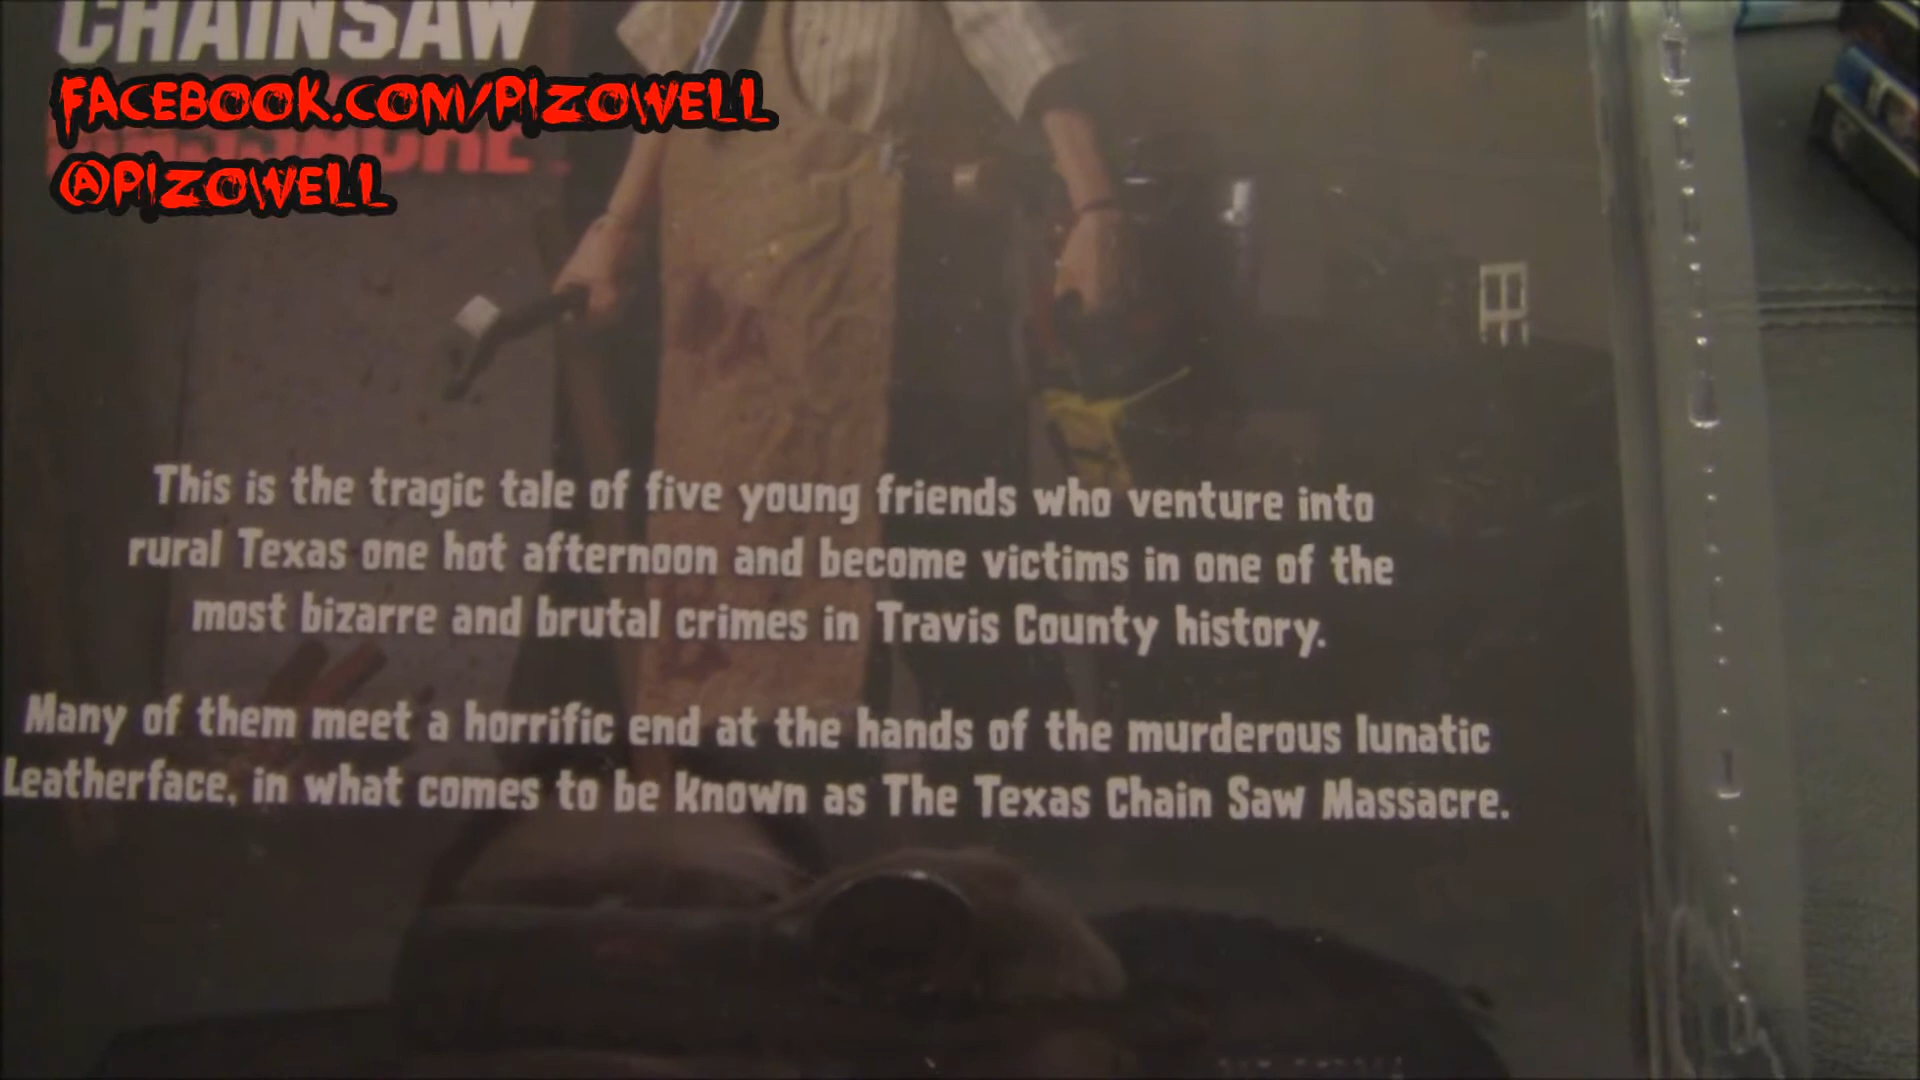 CHAINSAW
FACEBOOK.COM/PIZOWELL
MASSACRE
@PIZOWELL
This is the tragic tale of five young friends who venture into
rural Texas one hot afternoon and become victims in one of the
most bizarre and brutal crimes in Travis County history.
Many of them meet a horrific end at the hands of the murderous lunatic
Leatherface, in what comes to be known as The Texas Chain Saw Massacre.